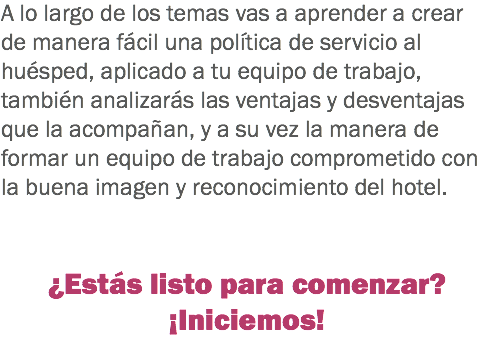 A lo largo de los temas vas a aprender a crear
de manera fácil una política de servicio al
huésped, aplicado a tu equipo de trabajo,
también analizarás las ventajas y desventajas
que la acompañan, y a su vez la manera de
formar un equipo de trabajo comprometido con
la buena imagen y reconocimiento del hotel.
¿Estás listo para comenzar?
¡Iniciemos!